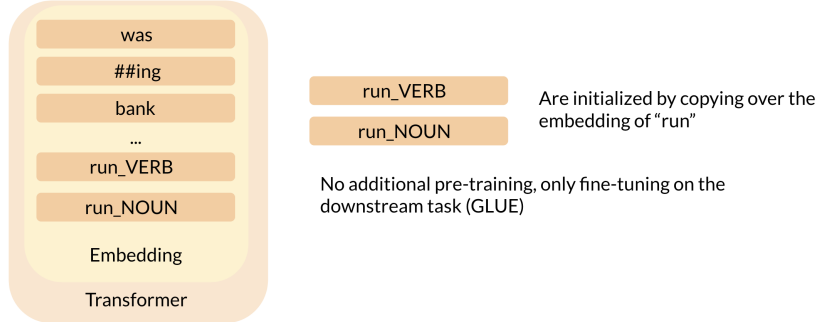 was
##ing
bank
...
run_VERB
run_NOUN
Embedding
Transformer
run_VERB
run_NOUN
Are initialized by copying over the
embedding of “run”
No additional pre-training, only fine-tuning on the
downstream task (GLUE)